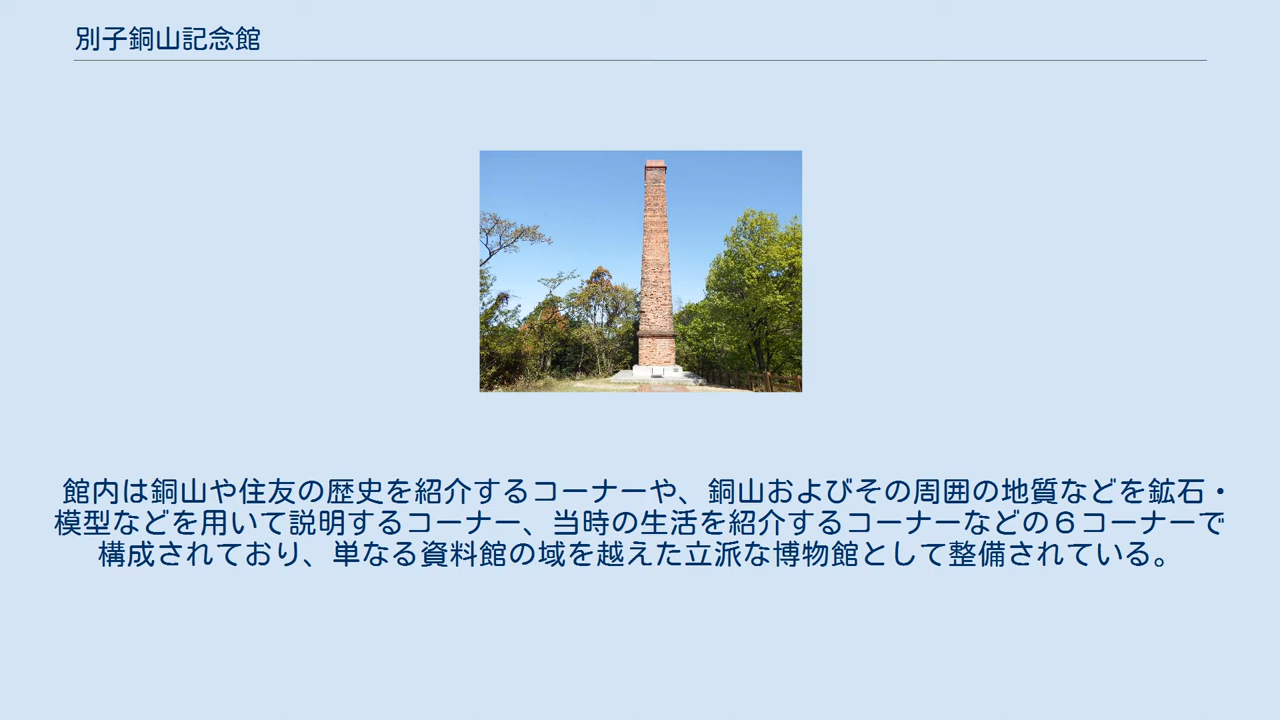 別子銅山記念館
館内は銅山や住友の歴史を紹介するコーナーや、銅山およびその周囲の地質などを鉱石・
模型などを用いて説明するコーナー、当時の生活を紹介するコーナーなどの６コーナーで
構成されており、単なる資料館の域を越えた立派な博物館として整備されている。